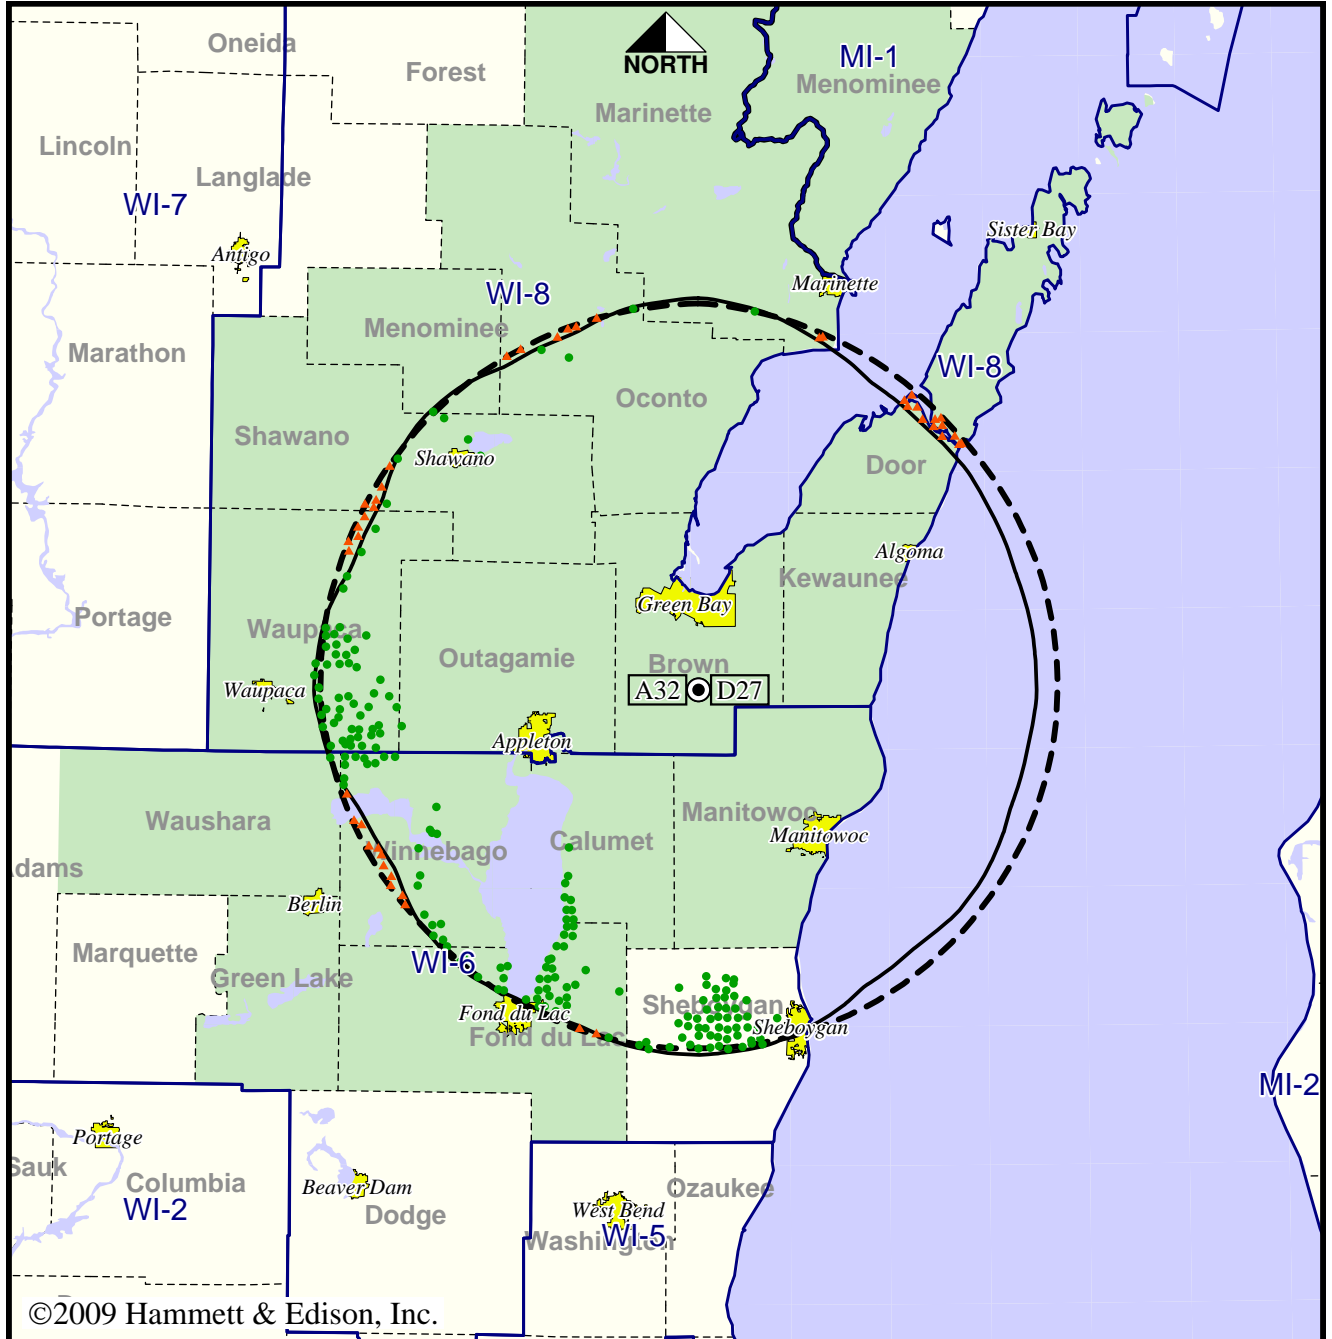 Oneida
Forest
NORTH
MI-1
Menominee
Marinette
Lincoln
Langlade
WI-7
Antigo
Sister Bay
Marinette
WI-8
Menominee
Marathon
WI-8
Oconto
Shawano
Shawano
Door
Algoma
Kewaunee
Green Bay
Portage
Waupaca
Outagamie
Brown
Waupaca
A32
D27
Appleton
Waushara
Manitowoc
Manitowoc
Calumet
Winnebago
Adams
Berlin
Marquette
WI-6
Green Lake
Sheboygan
Fond du Lac
Sheboygan
Fond du Lac
MI-2
Portage
Sauk
Columbia
WI-2
Beaver Dam
Dodge
Ozaukee
West Bend
WI-5
Washington
©2009 Hammett & Edison, Inc.